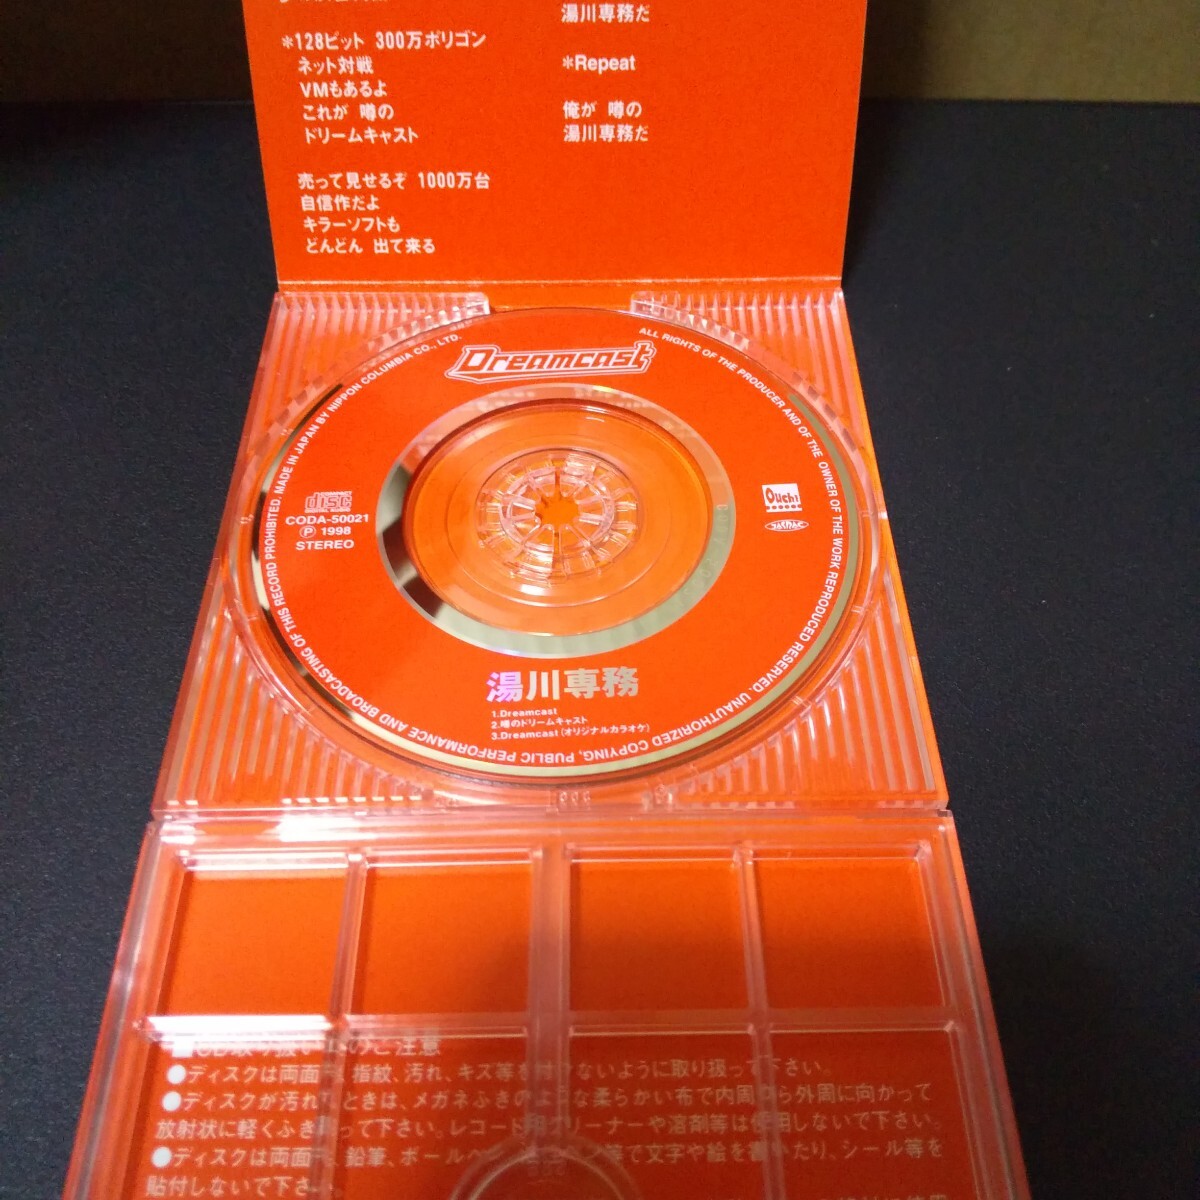 *128ビット 300万ポリゴン
ネット対戦
VMもあるよ
これが 噂の
ドリームキャスト
売って見せるぞ 1000万台
自信作だよ
キラーソフトも
どんどん 出て来る
湯川専務だ
*Repeat
俺が 噂の
湯川専務だ
Dreamcast
ALL RIGHTS OF THE PRODUCER AND OF THE OWNER OF THE WORK REPRODUCED RESERVED. UNAUTHORIZED COPYING, PUBLIC PERFORMANCE AND BROADCASTING OF THIS RECORD PROHIBITED. MADE IN JAPAN BY NIPPON COLUMBIA CO., LTD.
COMPACT
disc
DIGITAL AUDIO
CODA-50021
Ⓟ 1998
STEREO
Ouch!
湯川専務
1.Dreamcast
2.噂のドリームキャスト
3.Dreamcast(オリジナルカラオケ)
CD取り扱い のご注意
●ディスクは両面 、指紋、汚れ、キズ等を付けないように取り扱って下さい。
●ディスクが汚れたときは、メガネふきのような柔らかい布で内周から外周に向かって
放射状に軽くふき取って下さい。レコード用クリーナーや溶剤等は使用しないで下さい。
●ディスクは両面 、鉛筆、ボールペン、 等で文字や絵を書いたり、シール等を
貼付しないで下さ